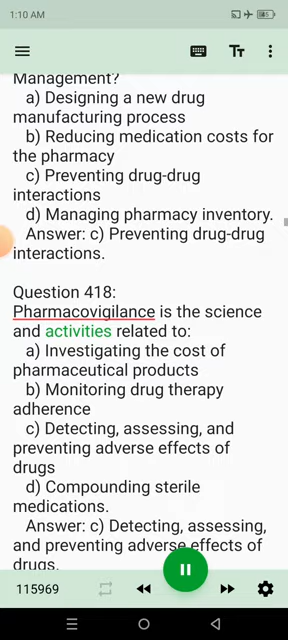 1:10 AM
Management?
a) Designing a new drug
manufacturing process
b) Reducing medication costs for
the pharmacy
c) Preventing drug-drug
interactions
d) Managing pharmacy inventory.
Answer: c) Preventing drug-drug
interactions.
Question 418:
Pharmacovigilance is the science
and activities related to:
a) Investigating the cost of
pharmaceutical products
b) Monitoring drug therapy
adherence
c) Detecting, assessing, and
preventing adverse effects of
drugs
d) Compounding sterile
medications.
Answer: c) Detecting, assessing,
and preventing adverse effects of
drugs.
115969